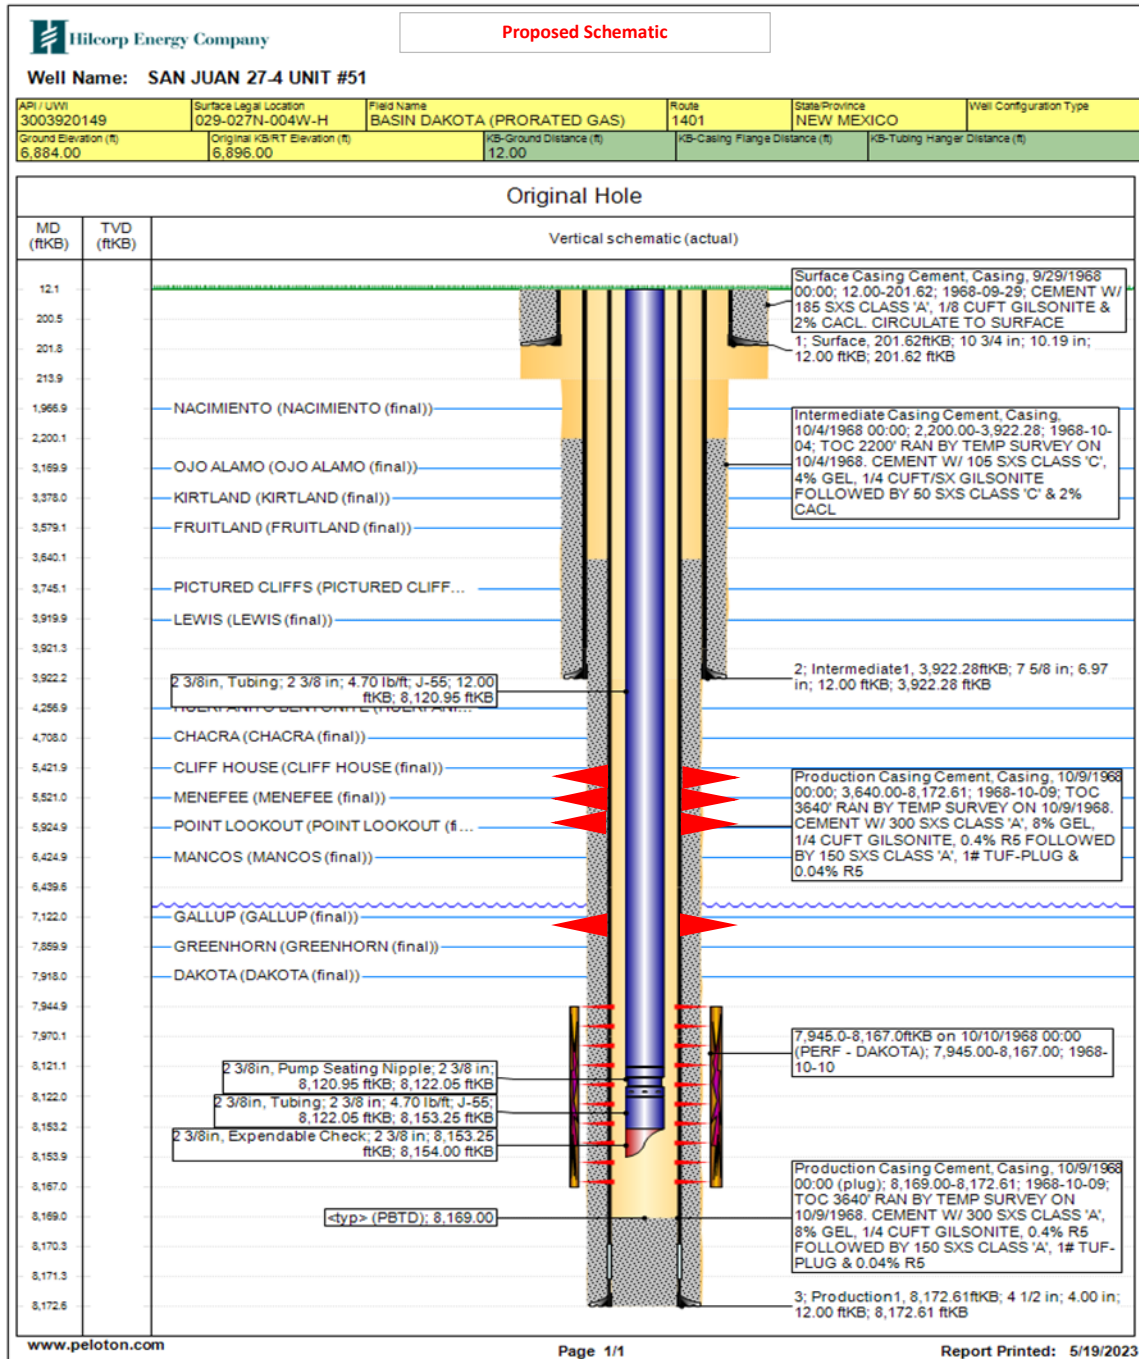 Hilcorp Energy Company
Proposed Schematic
Well Name: SAN JUAN 27-4 UNIT #51
API / UWI
3003920149
Surface Legal Location
029-027N-004W-H
Field Name
BASIN DAKOTA (PRORATED GAS)
Route
1401
State/Province
NEW MEXICO
Well Configuration Type
Ground Elevation (ft)
6,884.00
Original KB/RT Elevation (ft)
6,896.00
KB-Ground Distance (ft)
12.00
KB-Casing Flange Distance (ft)
KB-Tubing Hanger Distance (ft)
Original Hole
MD
(ftKB)
TVD
(ftKB)
Vertical schematic (actual)
12.1
200.5
201.8
213.9
1,966.9
2,200.1
3,169.9
3,378.0
3,579.1
3,640.1
3,745.1
3,919.9
3,921.3
3,922.2
4,256.9
4,708.0
5,421.9
5,521.0
5,924.9
6,424.9
6,439.6
7,122.0
7,859.9
7,918.0
7,944.9
7,970.1
8,121.1
8,122.0
8,153.2
8,153.9
8,167.0
8,169.0
8,170.3
8,171.3
8,172.6
NACIMIENTO (NACIMIENTO (final))
OJO ALAMO (OJO ALAMO (final))
KIRTLAND (KIRTLAND (final))
FRUITLAND (FRUITLAND (final))
PICTURED CLIFFS (PICTURED CLIFF...
LEWIS (LEWIS (final))
2 3/8in, Tubing; 2 3/8 in; 4.70 lb/ft; J-55; 12.00
ftKB; 8,120.95 ftKB
CHACRA (CHACRA (final))
CLIFF HOUSE (CLIFF HOUSE (final))
MENEFEE (MENEFEE (final))
POINT LOOKOUT (POINT LOOKOUT (fi...
MANCOS (MANCOS (final))
GALLUP (GALLUP (final))
GREENHORN (GREENHORN (final))
DAKOTA (DAKOTA (final))
2 3/8in, Pump Seating Nipple; 2 3/8 in;
8,120.95 ftKB; 8,122.05 ftKB
2 3/8in, Tubing; 2 3/8 in; 4.70 lb/ft; J-55;
8,122.05 ftKB; 8,153.25 ftKB
2 3/8in, Expendable Check; 2 3/8 in; 8,153.25
ftKB; 8,154.00 ftKB
<typ> (PBTD); 8,169.00
Surface Casing Cement, Casing, 9/29/1968
00:00; 12.00-201.62; 1968-09-29; CEMENT W/
185 SXS CLASS 'A', 1/8 CUFT GILSONITE &
2% CACL. CIRCULATE TO SURFACE
1; Surface, 201.62ftKB; 10 3/4 in; 10.19 in;
12.00 ftKB; 201.62 ftKB
Intermediate Casing Cement, Casing,
10/4/1968 00:00; 2,200.00-3,922.28; 1968-10-
04; TOC 2200' RAN BY TEMP SURVEY ON
10/4/1968. CEMENT W/ 105 SXS CLASS 'C',
4% GEL, 1/4 CUFT/SX GILSONITE
FOLLOWED BY 50 SXS CLASS 'C' & 2%
CACL
2; Intermediate1, 3,922.28ftKB; 7 5/8 in; 6.97
in; 12.00 ftKB; 3,922.28 ftKB
Production Casing Cement, Casing, 10/9/1968
00:00; 3,640.00-8,172.61; 1968-10-09; TOC
3640' RAN BY TEMP SURVEY ON 10/9/1968.
CEMENT W/ 300 SXS CLASS 'A', 8% GEL,
1/4 CUFT GILSONITE, 0.4% R5 FOLLOWED
BY 150 SXS CLASS 'A', 1# TUF-PLUG &
0.04% R5
7,945.0-8,167.0ftKB on 10/10/1968 00:00
(PERF - DAKOTA); 7,945.00-8,167.00; 1968-
10-10
Production Casing Cement, Casing, 10/9/1968
00:00 (plug); 8,169.00-8,172.61; 1968-10-09;
TOC 3640' RAN BY TEMP SURVEY ON
10/9/1968. CEMENT W/ 300 SXS CLASS 'A',
8% GEL, 1/4 CUFT GILSONITE, 0.4% R5
FOLLOWED BY 150 SXS CLASS 'A', 1# TUF-
PLUG & 0.04% R5
3; Production1, 8,172.61ftKB; 4 1/2 in; 4.00 in;
12.00 ftKB; 8,172.61 ftKB
www.peloton.com
Page 1/1
Report Printed: 5/19/2023